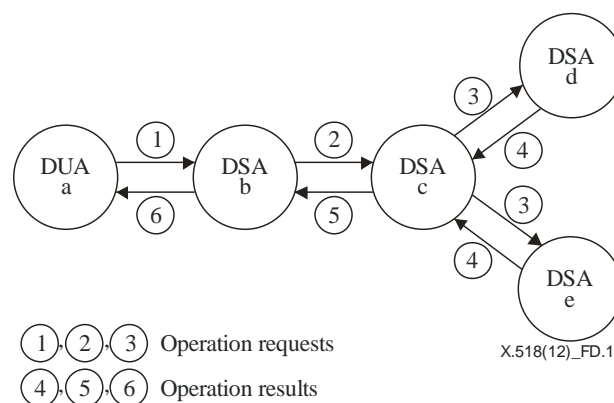 DSA
d
3
4
1
2
DUA
a
DSA
b
DSA
c
6
5
3
4
DSA
e
1, 2, 3 Operation requests
X.518(12)_FD.1
4, 5, 6 Operation results